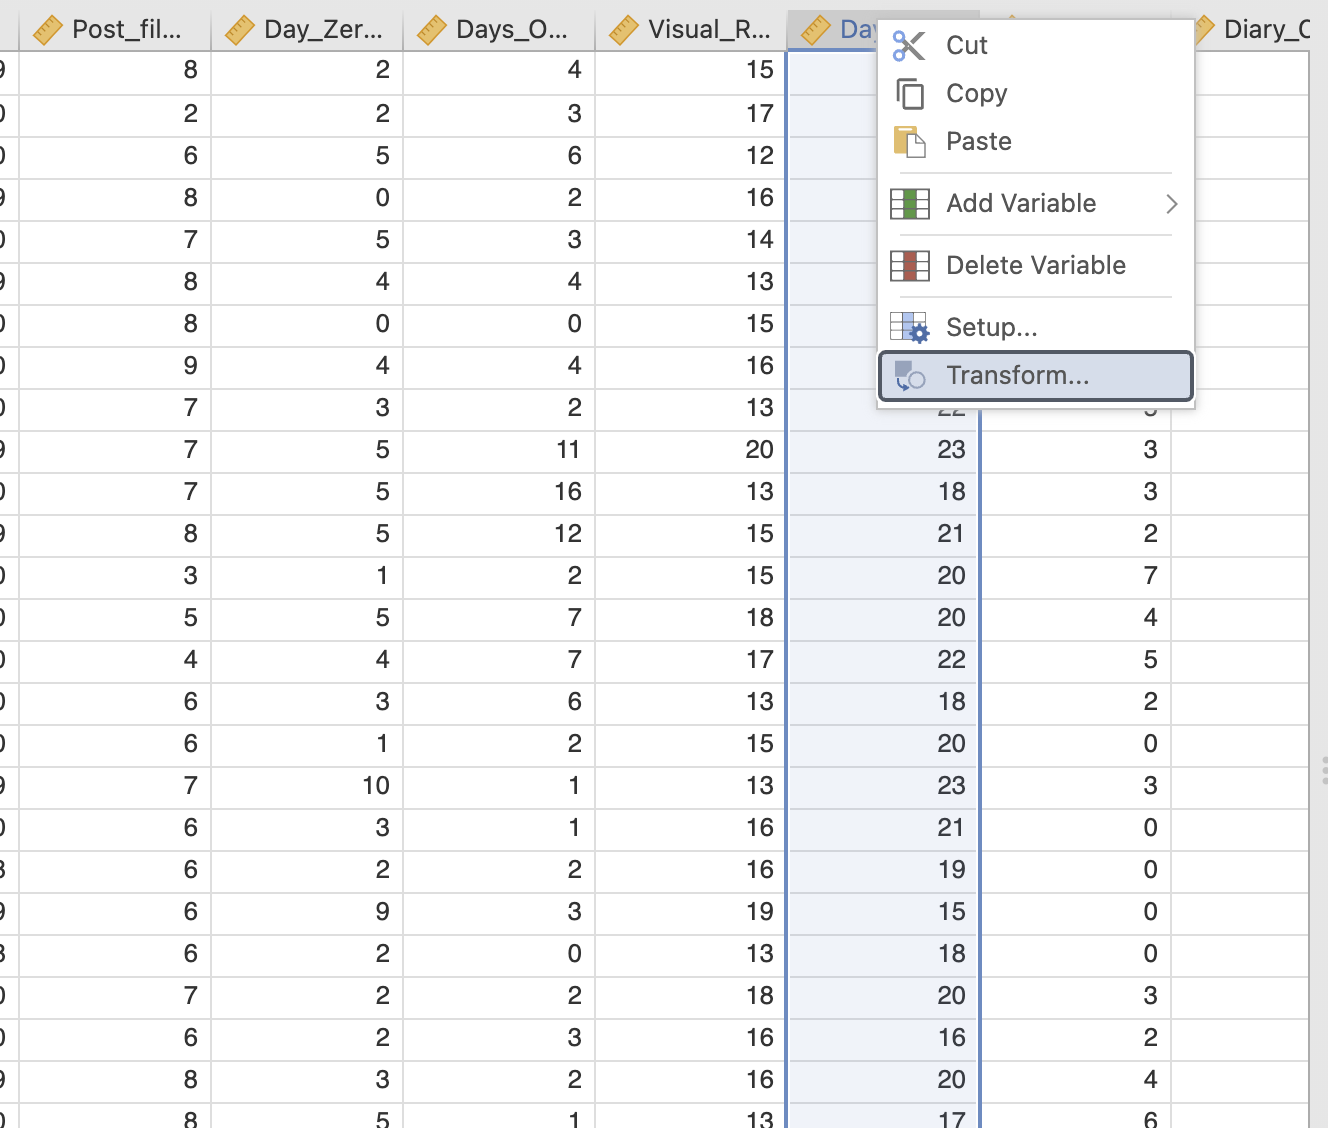 Post_fil... Day_Zer... Days_O... Visual_R... Day Diary_C
8 2 4 15
2 2 3 17
6 5 6 12
8 0 2 16
7 5 3 14
8 4 4 13
8 0 0 15
9 4 4 16
7 3 2 13
7 5 11 20 23 3
7 5 16 13 18 3
8 5 12 15 21 2
3 1 2 15 20 7
5 5 7 18 20 4
4 4 7 17 22 5
6 3 6 13 18 2
6 1 2 15 20 0
7 10 1 13 23 3
6 3 1 16 21 0
6 2 2 16 19 0
6 9 3 19 15 0
6 2 0 13 18 0
7 2 2 18 20 3
6 2 3 16 16 2
8 3 2 16 20 4
8 5 1 13 17 6
Cut
Copy
Paste
Add Variable
Delete Variable
Setup...
Transform...